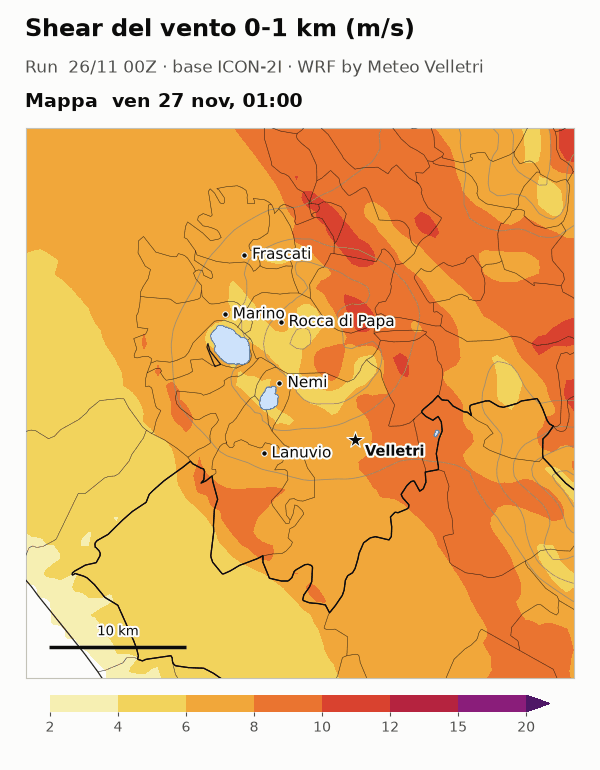 Shear del vento 0-1 km (m/s)
Run  26/11 00Z · base ICON-2I · WRF by Meteo Velletri
Mappa  ven 27 nov, 01:00
Frascati
Marino
Rocca di Papa
Nemi
Velletri
Lanuvio
10 km
2 4 6 8 10 12 15 20